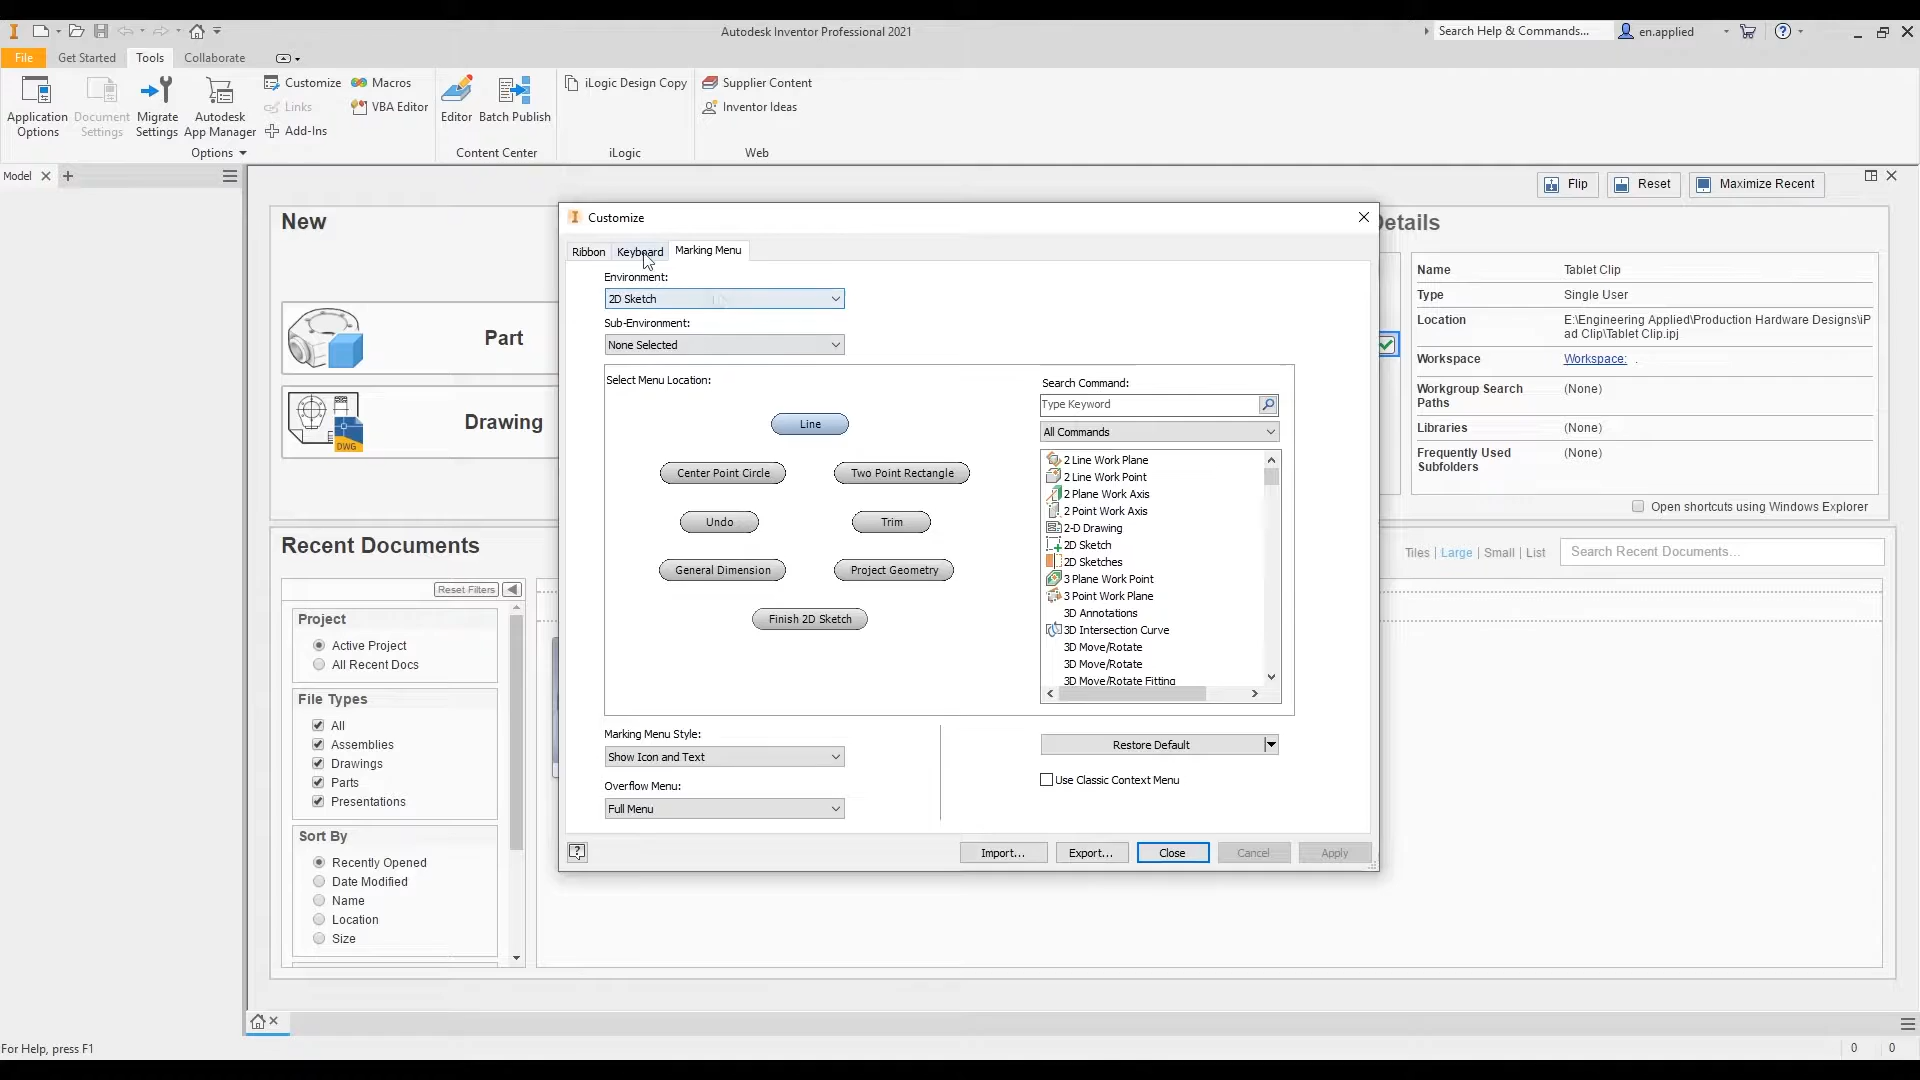 Autodesk Inventor Professional 2021
Search Help & Commands...
en.applied
File
Get Started
Tools
Collaborate
Application Options
Document Settings
Migrate Settings
Autodesk App Manager
Customize
Links
Add-Ins
Macros
VBA Editor
Options
Editor
Batch Publish
Content Center
iLogic Design Copy
iLogic
Supplier Content
Inventor Ideas
Web
Model
Flip
Reset
Maximize Recent
New
Part
Drawing
DWG
Customize
Ribbon
Keyboard
Marking Menu
Environment:
2D Sketch
Sub-Environment:
None Selected
Select Menu Location:
Line
Center Point Circle
Two Point Rectangle
Undo
Trim
General Dimension
Project Geometry
Finish 2D Sketch
Search Command:
Type Keyword
All Commands
2 Line Work Plane
2 Line Work Point
2 Plane Work Axis
2 Point Work Axis
2-D Drawing
2D Sketch
2D Sketches
3 Plane Work Point
3 Point Work Plane
3D Annotations
3D Intersection Curve
3D Move/Rotate
3D Move/Rotate
3D Move/Rotate Fitting
Marking Menu Style:
Show Icon and Text
Overflow Menu:
Full Menu
Restore Default
Use Classic Context Menu
Import...
Export...
Close
Cancel
Apply
Details
Name
Tablet Clip
Type
Single User
Location
E:\Engineering Applied\Production Hardware Designs\iP
ad Clip\Tablet Clip.ipj
Workspace
Workspace: .
Workgroup Search
Paths
(None)
Libraries
(None)
Frequently Used
Subfolders
(None)
Open shortcuts using Windows Explorer
Recent Documents
Tiles | Large | Small | List
Search Recent Documents...
Reset Filters
Project
Active Project
All Recent Docs
File Types
All
Assemblies
Drawings
Parts
Presentations
Sort By
Recently Opened
Date Modified
Name
Location
Size
For Help, press F1
0
0